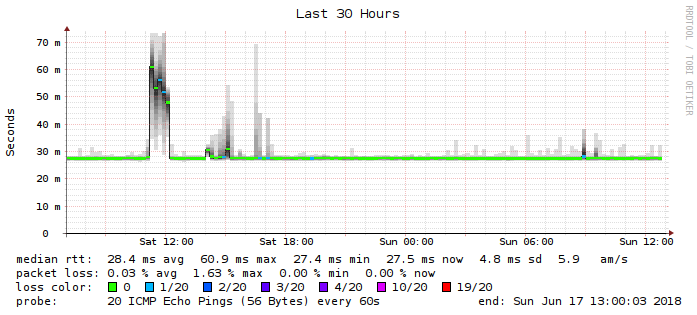 Last 30 Hours
RRDTOOL / TOBI OETIKER
Seconds
70 m
60 m
50 m
40 m
30 m
20 m
10 m
0
Sat 12:00 Sat 18:00 Sun 00:00 Sun 06:00 Sun 12:00
median rtt: 28.4 ms avg 60.9 ms max 27.4 ms min 27.5 ms now 4.8 ms sd 5.9 am/s
packet loss: 0.03 % avg 1.63 % max 0.00 % min 0.00 % now
loss color: 0 1/20 2/20 3/20 4/20 10/20 19/20
probe: 20 ICMP Echo Pings (56 Bytes) every 60s end: Sun Jun 17 13:00:03 2018